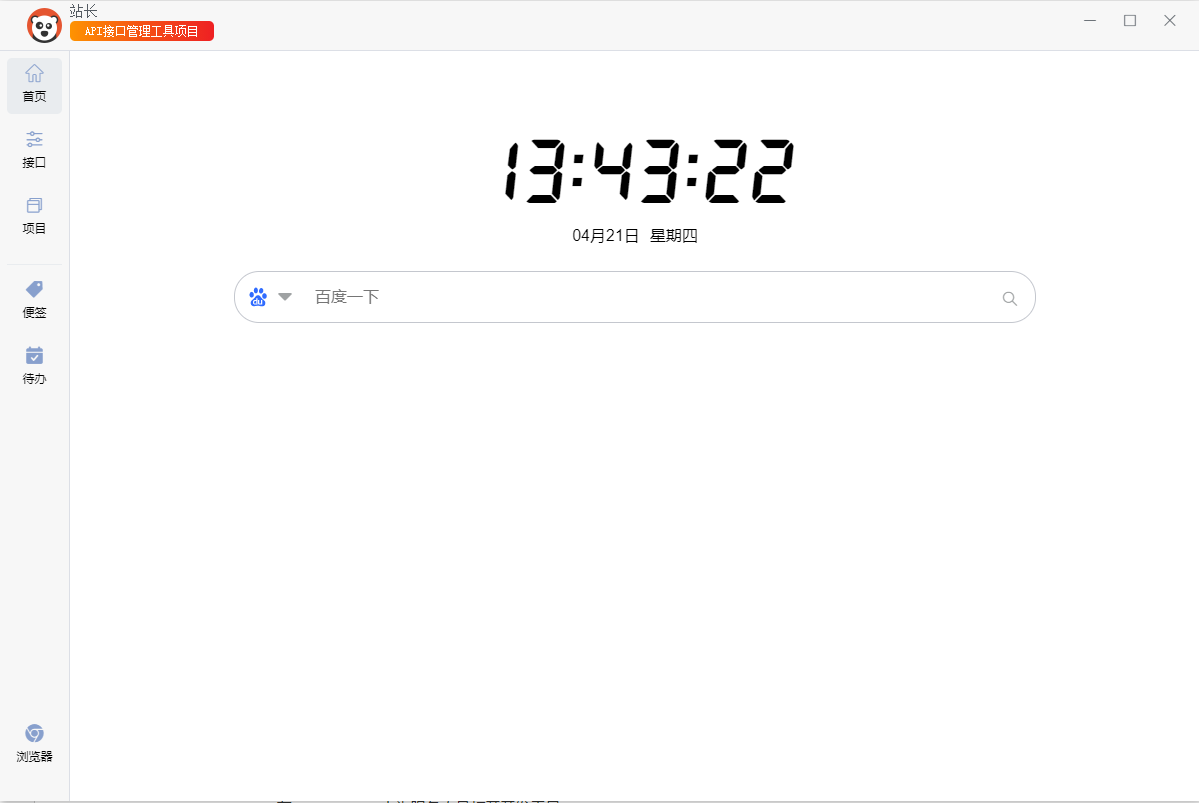 站长
API接口管理工具项目
首页
接口
项目
便签
待办
浏览器
13:43:22
04月21日 星期四
du
百度一下